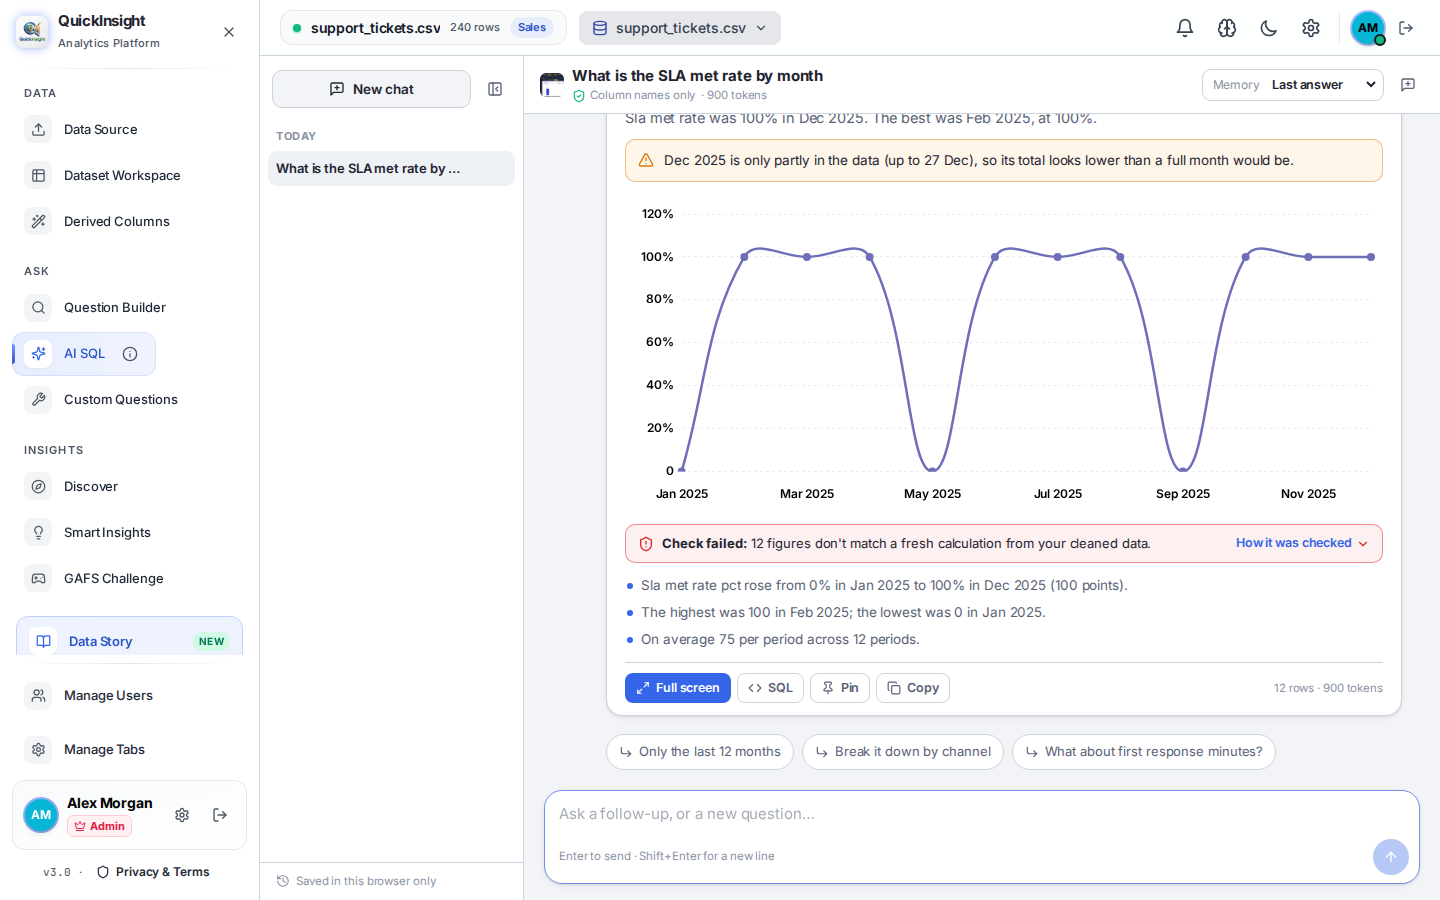 QuickInsight
Analytics Platform
DATA
Data Source
Dataset Workspace
Derived Columns
ASK
Question Builder
AI SQL
Custom Questions
INSIGHTS
Discover
Smart Insights
GAFS Challenge
Data Story NEW
Manage Users
Manage Tabs
AM Alex Morgan
Admin
v3.0 · Privacy & Terms
support_tickets.csv 240 rows Sales
support_tickets.csv
AM
New chat
TODAY
What is the SLA met rate by ...
Saved in this browser only
What is the SLA met rate by month
Column names only · 900 tokens
Memory Last answer
Sla met rate was 100% in Dec 2025. The best was Feb 2025, at 100%.
Dec 2025 is only partly in the data (up to 27 Dec), so its total looks lower than a full month would be.
120%
100%
80%
60%
40%
20%
0
Jan 2025 Mar 2025 May 2025 Jul 2025 Sep 2025 Nov 2025
Check failed: 12 figures don't match a fresh calculation from your cleaned data. How it was checked
Sla met rate pct rose from 0% in Jan 2025 to 100% in Dec 2025 (100 points).
The highest was 100 in Feb 2025; the lowest was 0 in Jan 2025.
On average 75 per period across 12 periods.
Full screen SQL Pin Copy 12 rows · 900 tokens
Only the last 12 months Break it down by channel What about first response minutes?
Ask a follow-up, or a new question...
Enter to send · Shift+Enter for a new line